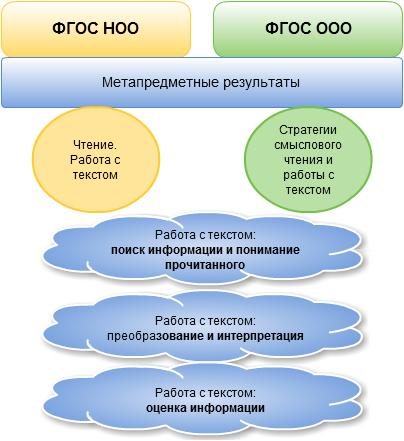 ФГОС НОО
ФГОС ООО
Метапредметные результаты
Чтение.
Работа с
текстом
Стратегии
смыслового
чтения и
работы с
текстом
Работа с текстом:
поиск информации и понимание
прочитанного
Работа с текстом:
преобразование и интерпретация
Работа с текстом:
оценка информации